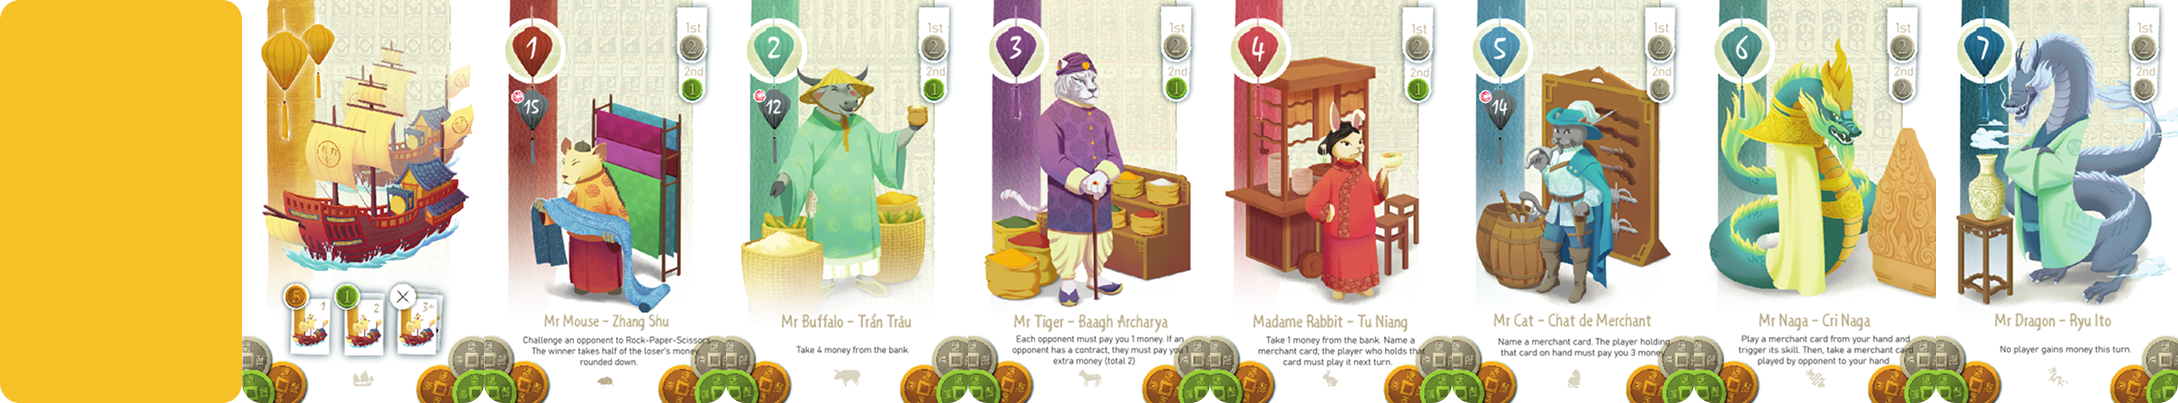 5
1
1
2
3+
1
15
1st
2
2nd
1
Mr Mouse – Zhang Shu
Challenge an opponent to Rock-Paper-Scissors
The winner takes half of the loser's money
rounded down.
2
12
1st
2
2nd
1
Mr Buffalo – Trần Trâu
Take 4 money from the bank
3
1st
2
2nd
1
Mr Tiger – Baagh Archarya
Each opponent must pay you 1 money. If an
opponent has a contract, they must pay you 1
extra money (total 2)
4
1st
2
2nd
1
Madame Rabbit – Tu Niang
Take 1 money from the bank. Name a
merchant card; the player who holds that
card must play it next turn.
5
14
1st
2
2nd
2
Mr Cat – Chat de Merchant
Name a merchant card. The player holding
that card on hand must pay you 3 money
6
1st
2
2nd
2
Mr Naga – Cri Naga
Play a merchant card from your hand and
trigger its skill. Then, take a merchant card
played by opponent to your hand
7
1st
2
2nd
2
Mr Dragon – Ryu Ito
No player gains money this turn.